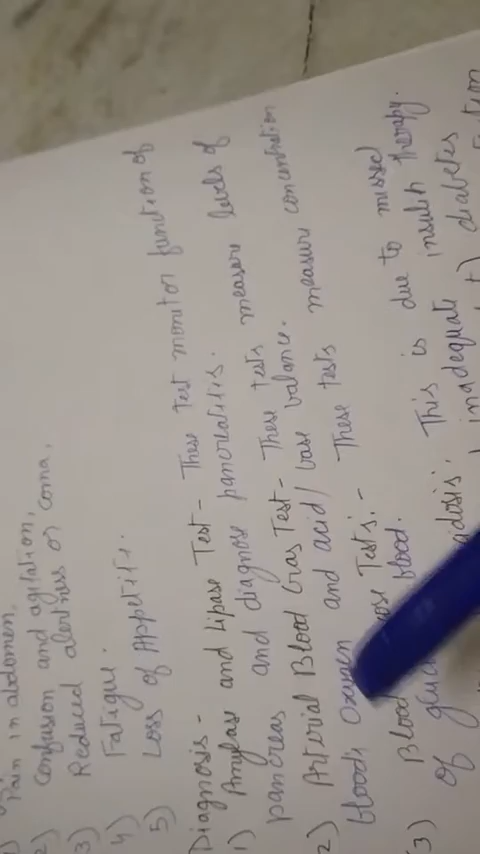 1) Pain in abdomen,
2) Confusion and agitation,
3) Reduced alertness or coma,
4) Fatigue.
5) Loss of Appetite.
Diagnosis -
1) Amylase and Lipase Test - These test monitor function of
pancreas and diagnose pancreatitis.
2) Arterial Blood Gas Test - These tests measure levels of
bloods oxygen and acid/base balance.
3) Blood Tests:- These tests measure concentration
of blood.
This is due to missed
inadequate insulin therapy.
diabetes